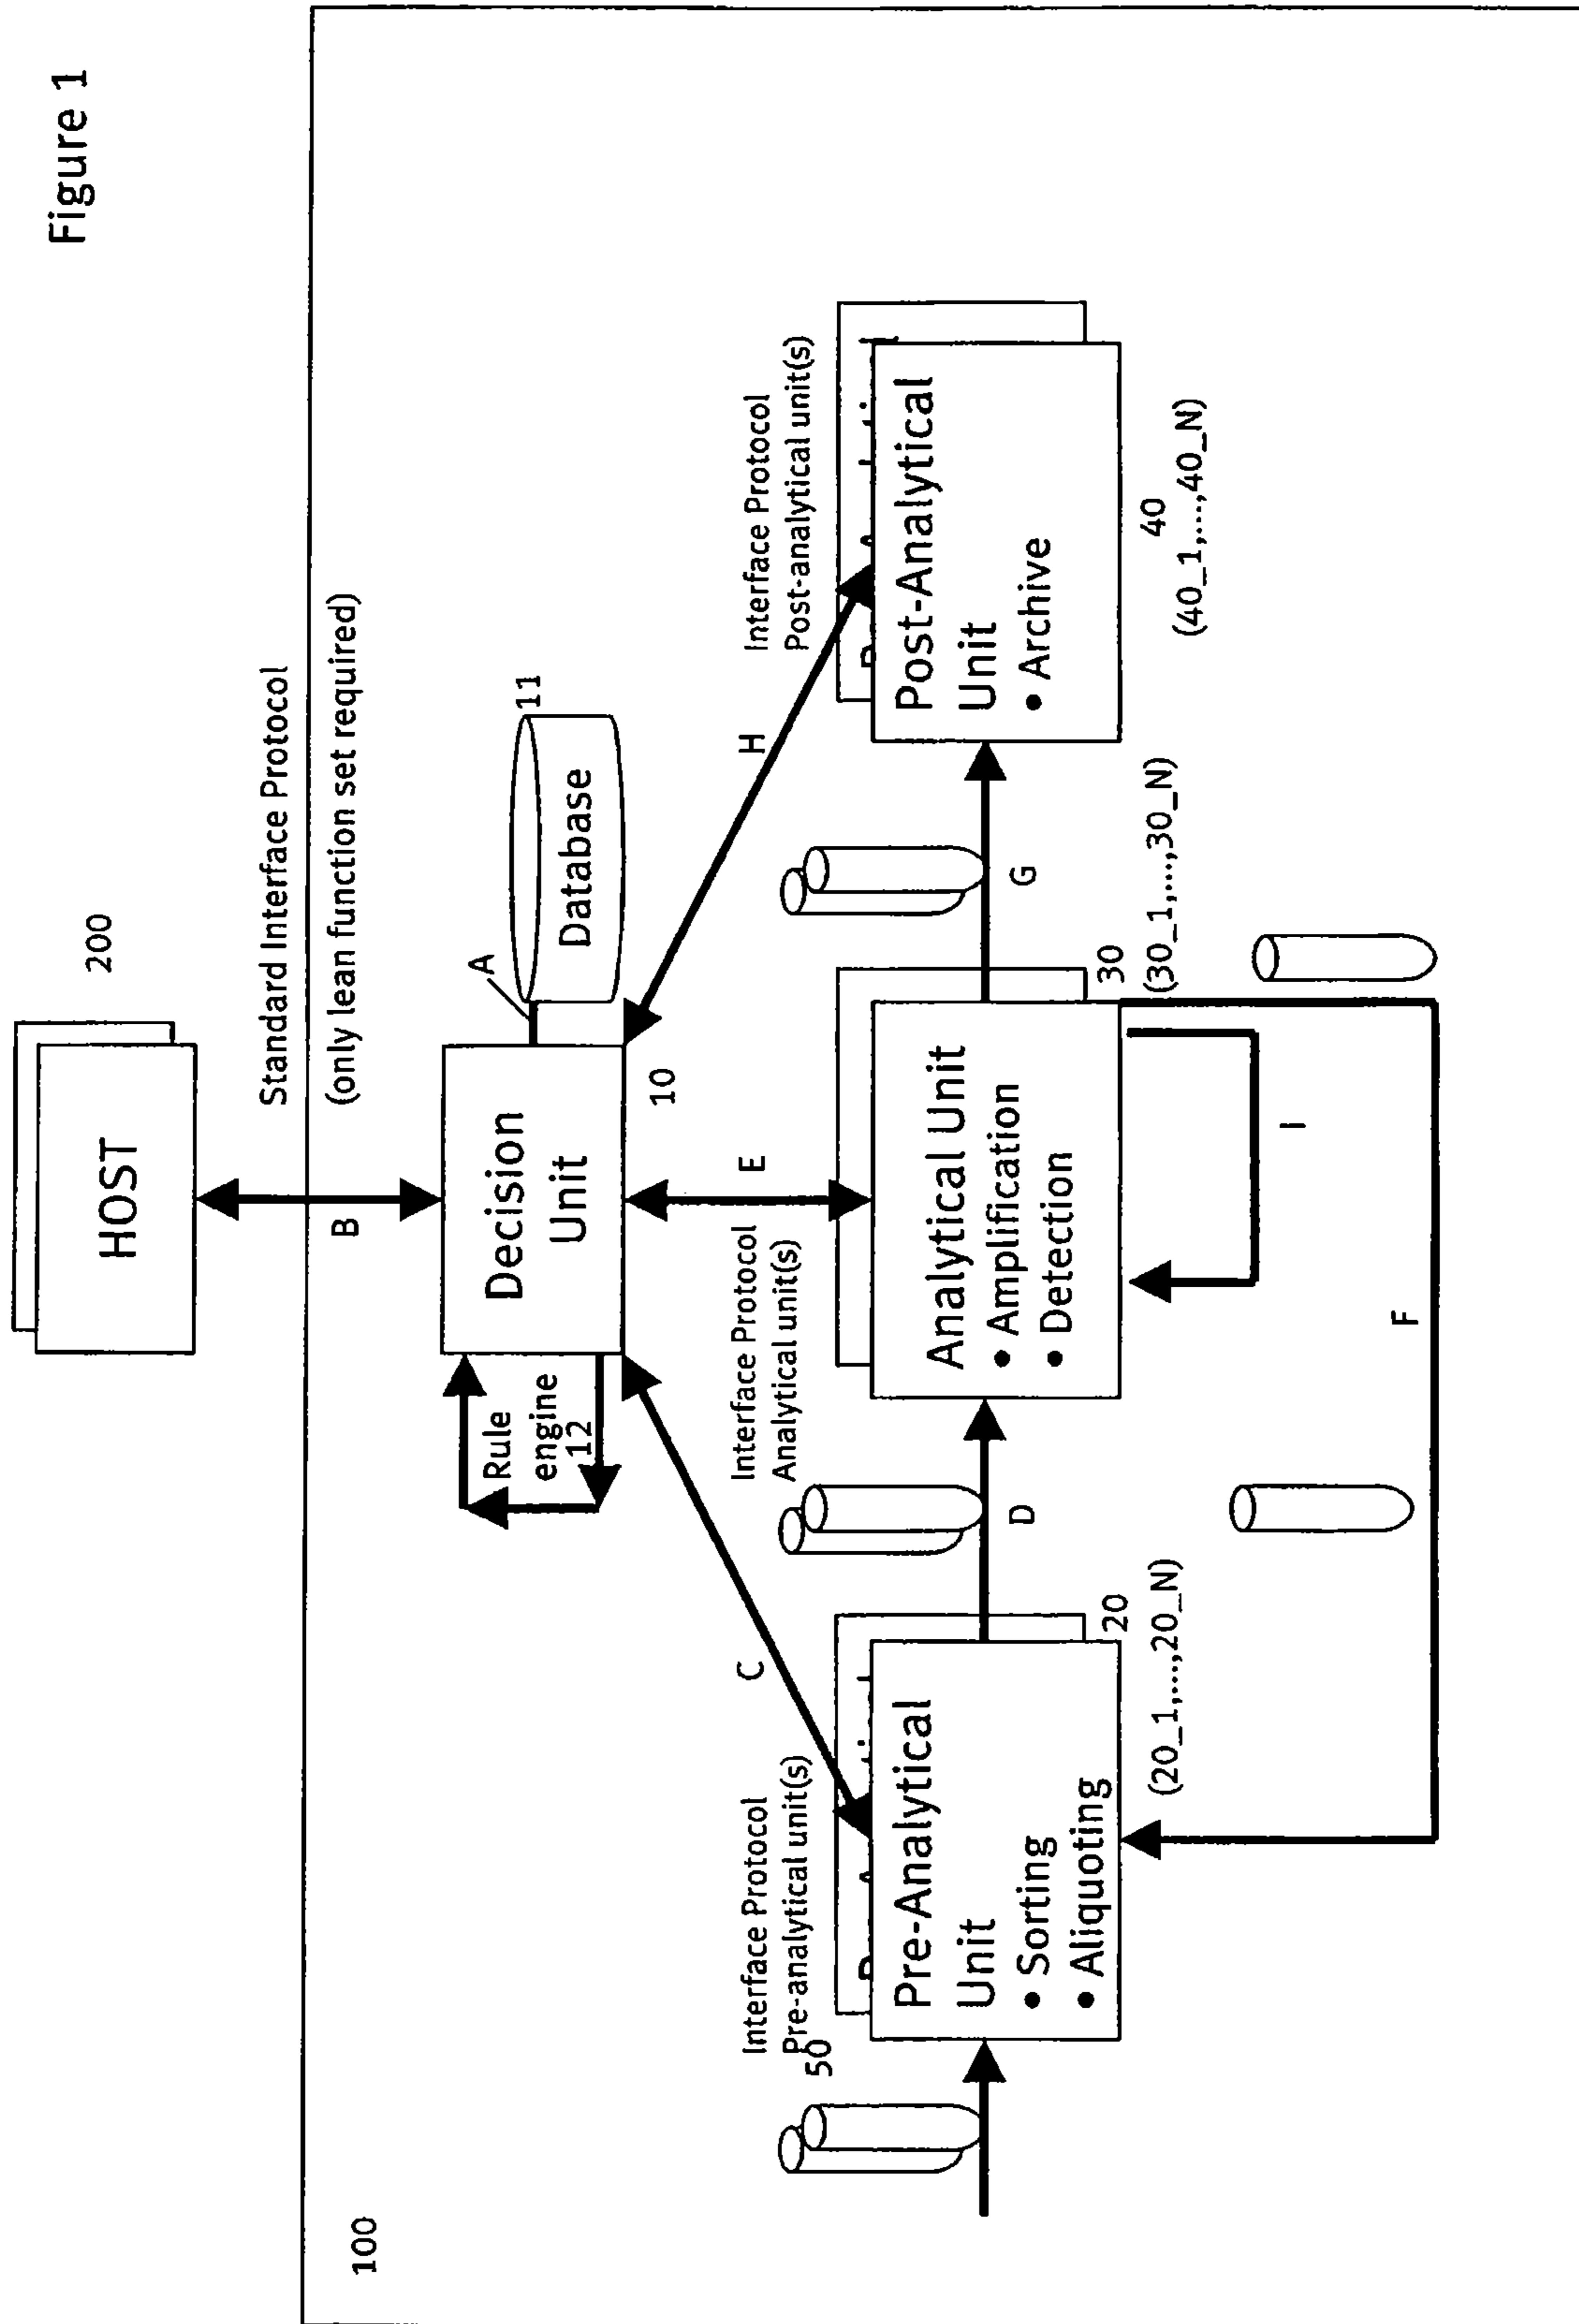 Figure 1
200
HOST
Standard Interface Protocol
(only lean function set required)
100
B
Decision
Unit
10
Rule
engine
12
A
Database
11
C
E
H
Interface Protocol
Pre-analytical unit(s)
50
Interface Protocol
Analytical unit(s)
Interface Protocol
Post-analytical unit(s)
Pre-Analytical
Unit
• Sorting
• Aliquoting
20
(20_1,...,20_N)
D
Analytical Unit
• Amplification
• Detection
30
(30_1,...,30_N)
G
Post-Analytical
Unit
• Archive
40
(40_1,...,40_N)
I
F